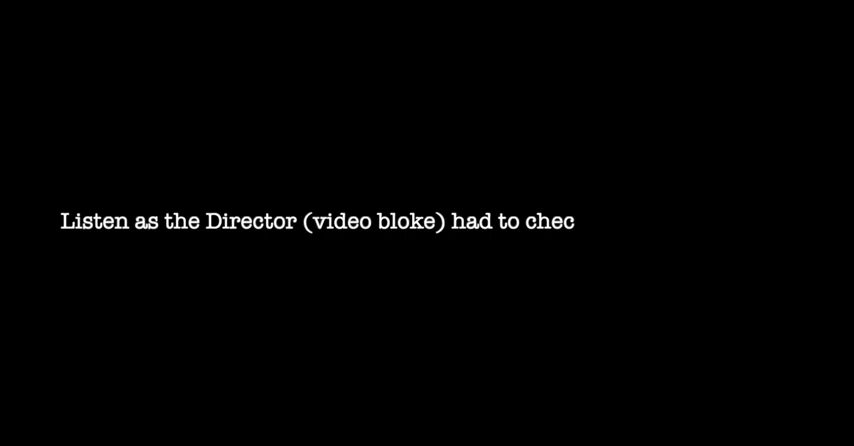 Listen as the Director (video bloke) had to chec